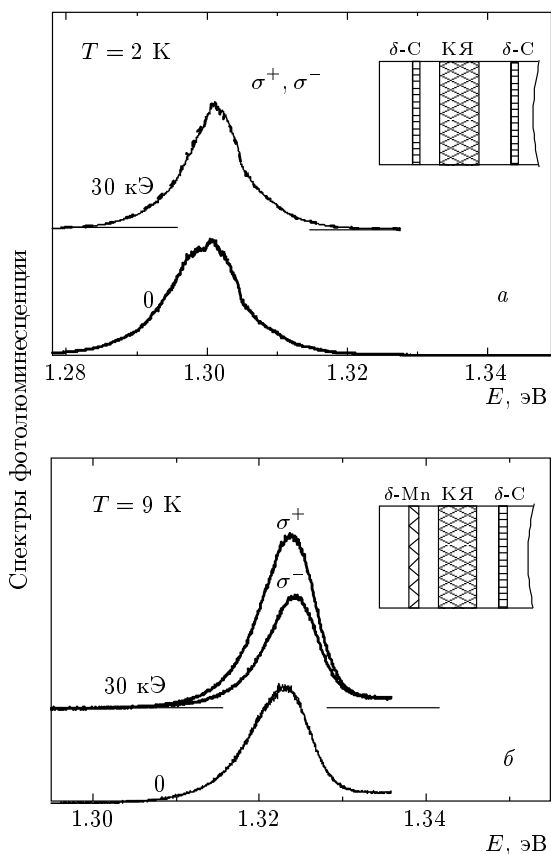 Спектры фотолюминесценции
T = 2 K
δ-C КЯ δ-C
σ+, σ−
30 кЭ
0
а
1.28 1.30 1.32 1.34
E, эВ
T = 9 K
δ-Mn КЯ δ-C
σ+
σ−
30 кЭ
0
б
1.30 1.32 1.34
E, эВ